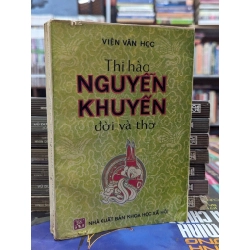 VIỆN VĂN HỌC
Thi hào
NGUYỄN
KHUYẾN
đời và thơ
NHÀ XUẤT BẢN KHOA HỌC XÃ HỘI